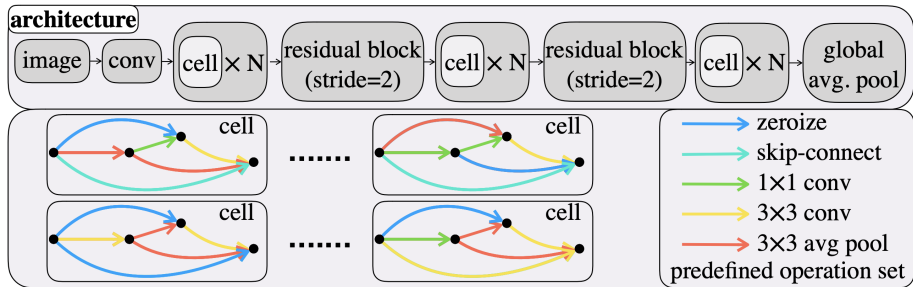 architecture
image
conv
cell × N
residual block
(stride=2)
cell × N
residual block
(stride=2)
cell × N
global
avg. pool
cell
cell
cell
cell
zeroize
skip-connect
1×1 conv
3×3 conv
3×3 avg pool
predefined operation set